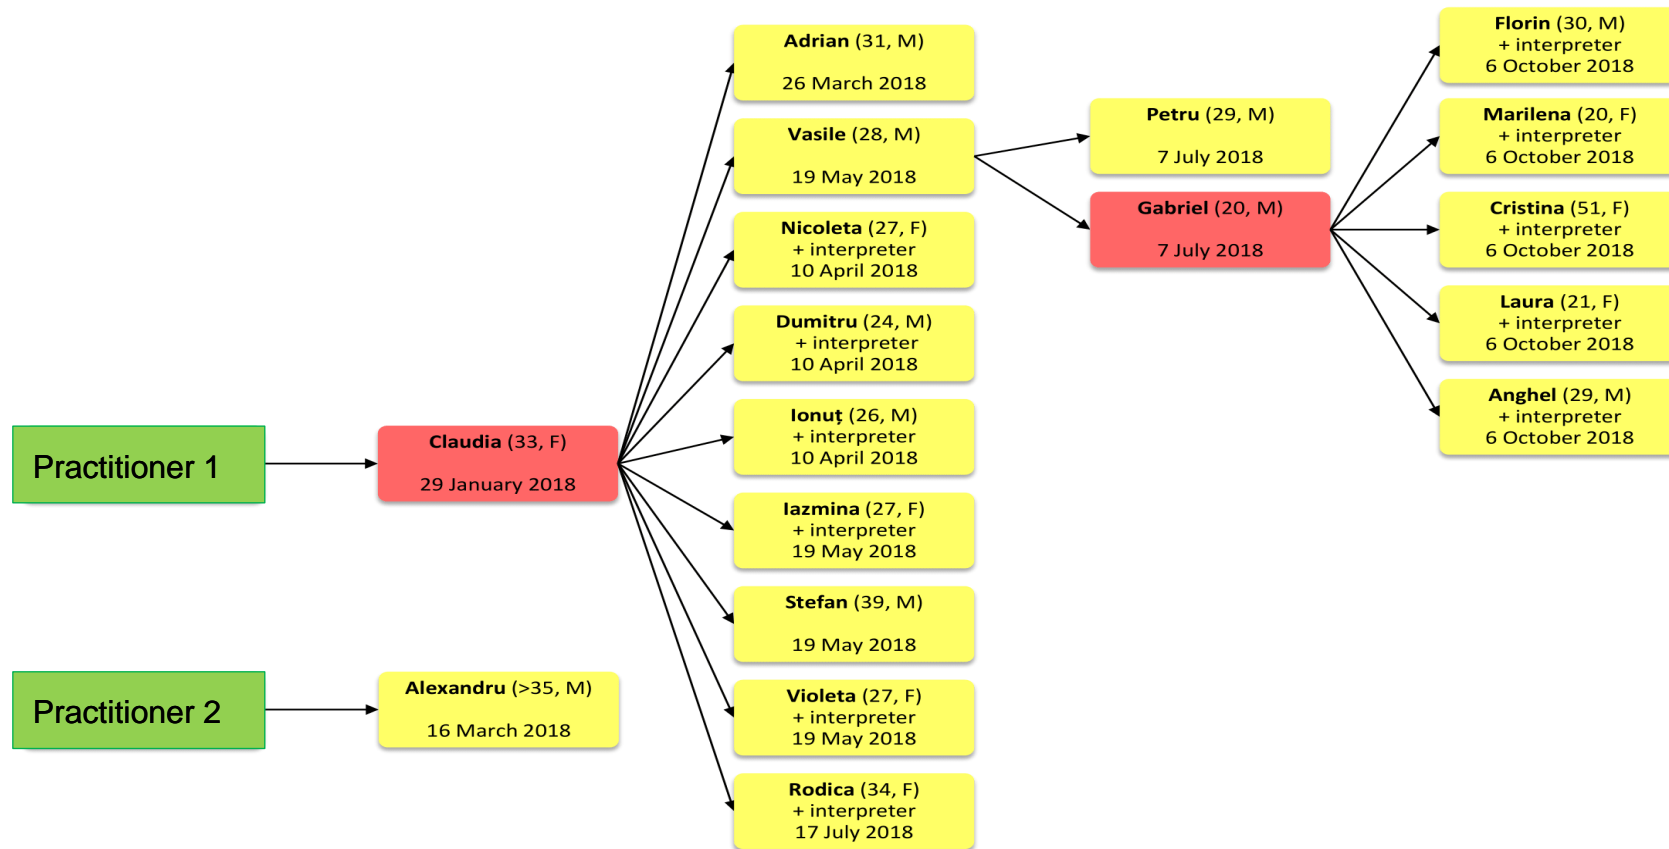 Practitioner 1
Practitioner 2
Claudia (33, F)
29 January 2018
Alexandru (>35, M)
16 March 2018
Adrian (31, M)
26 March 2018
Vasile (28, M)
19 May 2018
Nicoleta (27, F)
+ interpreter
10 April 2018
Dumitru (24, M)
+ interpreter
10 April 2018
Ionuț (26, M)
+ interpreter
10 April 2018
Iazmina (27, F)
+ interpreter
19 May 2018
Stefan (39, M)
19 May 2018
Violeta (27, F)
+ interpreter
19 May 2018
Rodica (34, F)
+ interpreter
17 July 2018
Petru (29, M)
7 July 2018
Gabriel (20, M)
7 July 2018
Florin (30, M)
+ interpreter
6 October 2018
Marilena (20, F)
+ interpreter
6 October 2018
Cristina (51, F)
+ interpreter
6 October 2018
Laura (21, F)
+ interpreter
6 October 2018
Anghel (29, M)
+ interpreter
6 October 2018